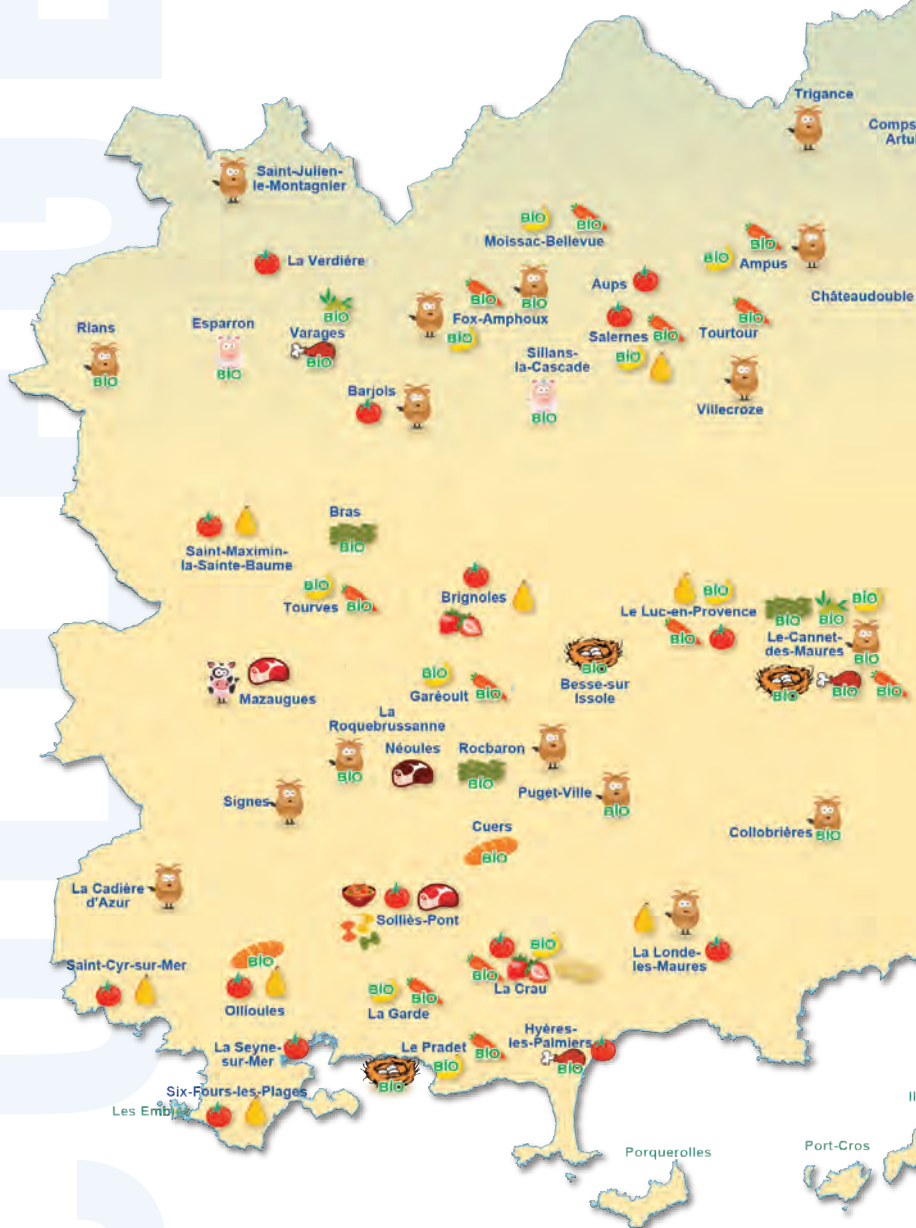 Trigance
Comps
Artu
Saint-Julien-
le-Montagnier
BIO
BIO
Moissac-Bellevue
La Verdière
BIO
BIO
Ampus
Aups
Châteaudouble
BIO
BIO
Fox-Amphoux
BIO
BIO
Varages
BIO
Esparron
BIO
Rians
BIO
Salernes
BIO
BIO
BIO
Tourtour
Sillans-
la-Cascade
BIO
Barjols
Villecroze
Bras
BIO
Saint-Maximin-
la-Sainte-Baume
BIO
Tourves
BIO
Brignoles
BIO
Le Luc-en-Provence
BIO
BIO
BIO
BIO
Le-Cannet-
des-Maures
BIO
BIO
BIO
BIO
BIO
Besse-sur
Issole
Mazaugues
BIO
Garéoult
BIO
La
Roquebrussanne
BIO
Néoules
Rocbaron
BIO
Puget-Ville
BIO
Signes
Cuers
BIO
Collobrières
BIO
La Cadière
d'Azur
Solliès-Pont
La Londe-
les-Maures
BIO
BIO
La Crau
Saint-Cyr-sur-Mer
BIO
Ollioules
BIO
BIO
La Garde
La Seyne-
sur-Mer
BIO
Le Pradet
BIO
BIO
Hyères-
les-Palmiers
BIO
Six-Fours-les-Plages
Les Embie
Porquerolles
Port-Cros
Il